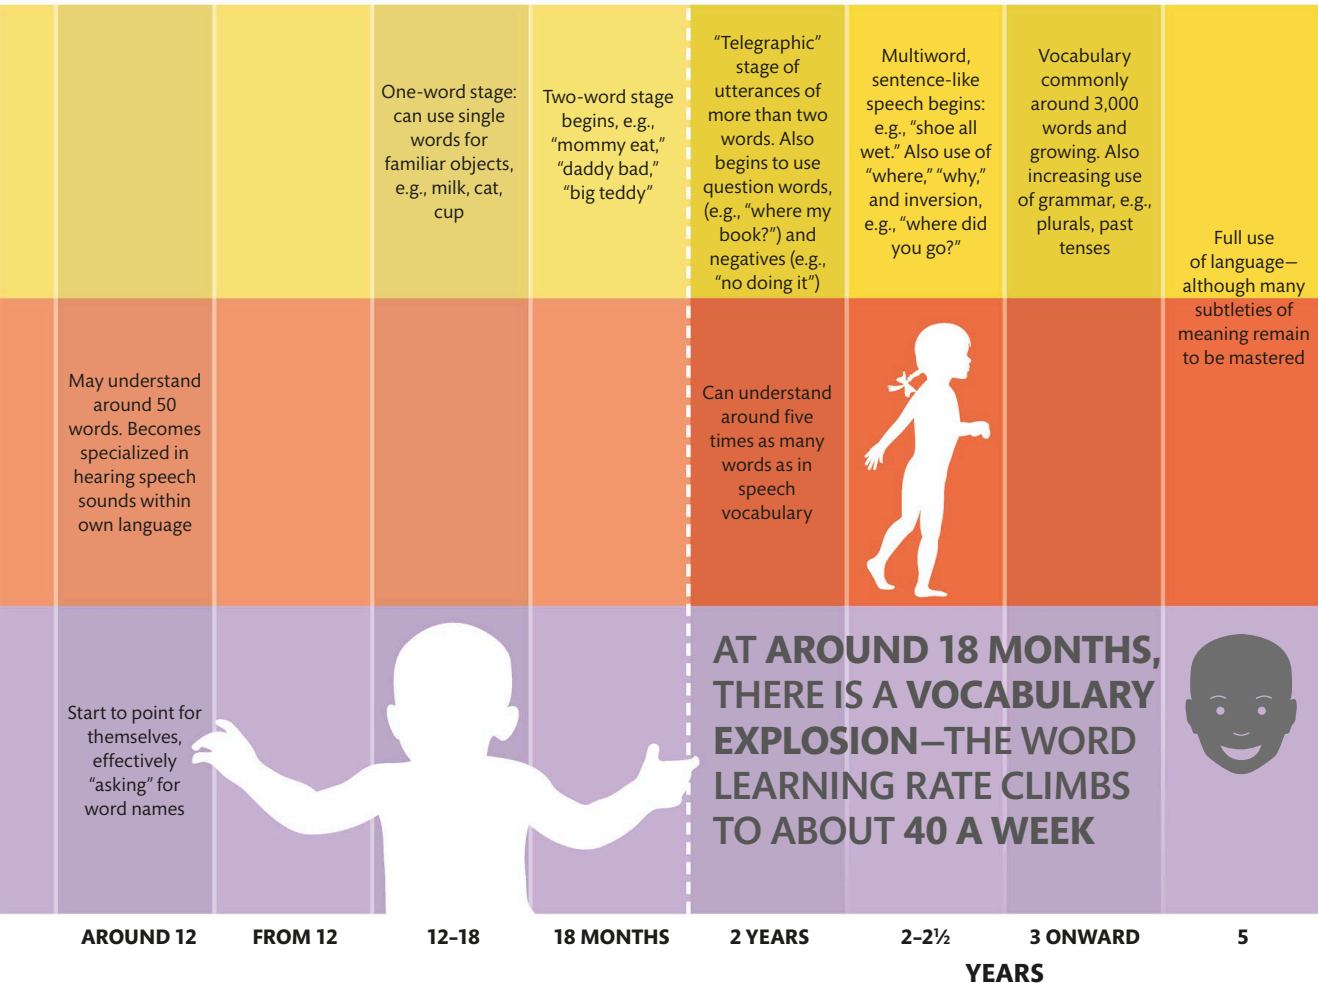 One-word stage:
can use single
words for
familiar objects,
e.g., milk, cat,
cup
Two-word stage
begins, e.g.,
“mommy eat,”
“daddy bad,”
“big teddy”
“Telegraphic”
stage of
utterances of
more than two
words. Also
begins to use
question words,
(e.g., “where my
book?”) and
negatives (e.g.,
“no doing it”)
Multiword,
sentence-like
speech begins:
e.g., “shoe all
wet.” Also use of
“where,” “why,”
and inversion,
e.g., “where did
you go?”
Vocabulary
commonly
around 3,000
words and
growing. Also
increasing use
of grammar, e.g.,
plurals, past
tenses
Full use
of language—
although many
subtleties of
meaning remain
to be mastered
May understand
around 50
words. Becomes
specialized in
hearing speech
sounds within
own language
Can understand
around five
times as many
words as in
speech
vocabulary
Start to point for
themselves,
effectively
“asking” for
word names
AT AROUND 18 MONTHS,
THERE IS A VOCABULARY
EXPLOSION—THE WORD
LEARNING RATE CLIMBS
TO ABOUT 40 A WEEK
AROUND 12
FROM 12
12–18
18 MONTHS
2 YEARS
2–2½
3 ONWARD
5
YEARS